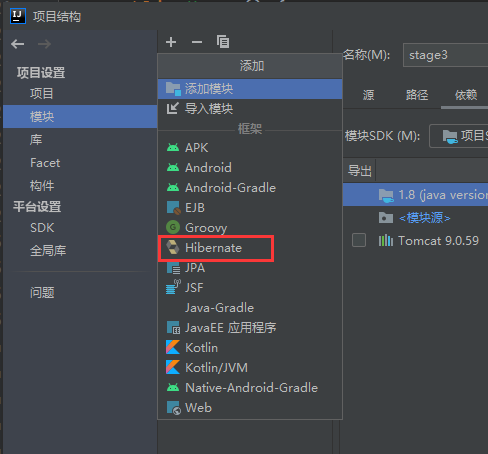 项目结构
项目设置
项目
模块
库
Facet
构件
平台设置
SDK
全局库
问题
添加
添加模块
导入模块
框架
APK
Android
Android-Gradle
EJB
Groovy
Hibernate
JPA
JSF
Java-Gradle
JavaEE 应用程序
Kotlin
Kotlin/JVM
Native-Android-Gradle
Web
名称(M): stage3
源 路径 依赖
模块SDK (M): 项目S
导出
1.8 (java version
<模块源>
Tomcat 9.0.59